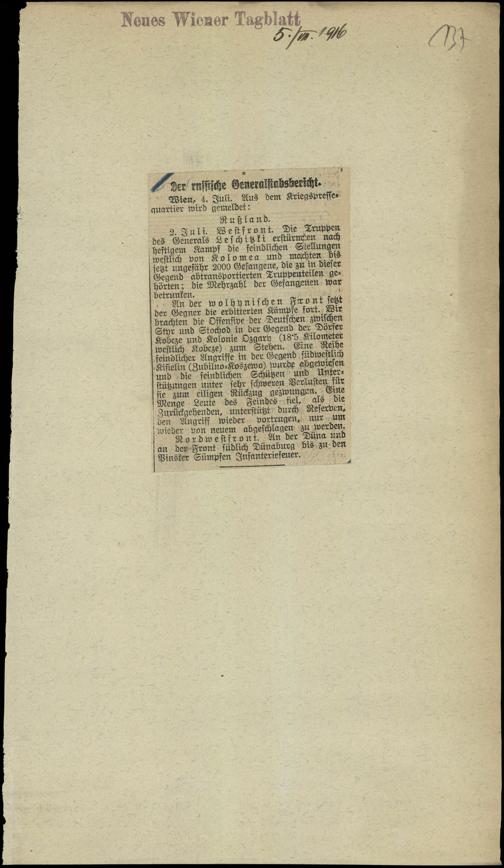 Neues Wiener Tagblatt
5./VII. 1916
137
Der russische Generalstabsbericht.
Wien, 4. Juli. Aus dem Kriegspresse-
quartier wird gemeldet:
Rußland.
2. Juli. Westfront. Die Truppen
des Generals Leschitzki erstürmten nach
heftigem Kampf die feindlichen Stellungen
westlich von Kolomea und machten bis
jetzt ungefähr 2000 Gefangene, die zu in dieser
Gegend abtransportierten Truppenteilen ge-
hörten; die Mehrzahl der Gefangenen war
betrunken.
An der wolhynischen Front setzt
der Gegner die erbitterten Kämpfe fort. Wir
brachten die Offensive der Deutschen zwischen
Styr und Stochod in der Gegend der Dörfer
Kobcze und Kolonie Ozgary (18·5 Kilometer
westlich Kobcze) zum Stehen. Eine Reihe
feindlicher Angriffe in der Gegend südwestlich
Kisielin (Zubilno-Koszewo) wurde abgewiesen
und die feindlichen Schützen und Unter-
stützungen unter sehr schweren Verlusten für
sie zum eiligen Rückzug gezwungen. Eine
Menge Leute des Feindes fiel, als die
Zurückgehenden, unterstützt durch Reserven,
den Angriff wieder vortrugen, nur um
wieder von neuem abgeschlagen zu werden.
Nordwestfront. An der Düna und
an der Front südlich Dünaburg bis zu den
Pinsker Sümpfen Infanteriefeuer.